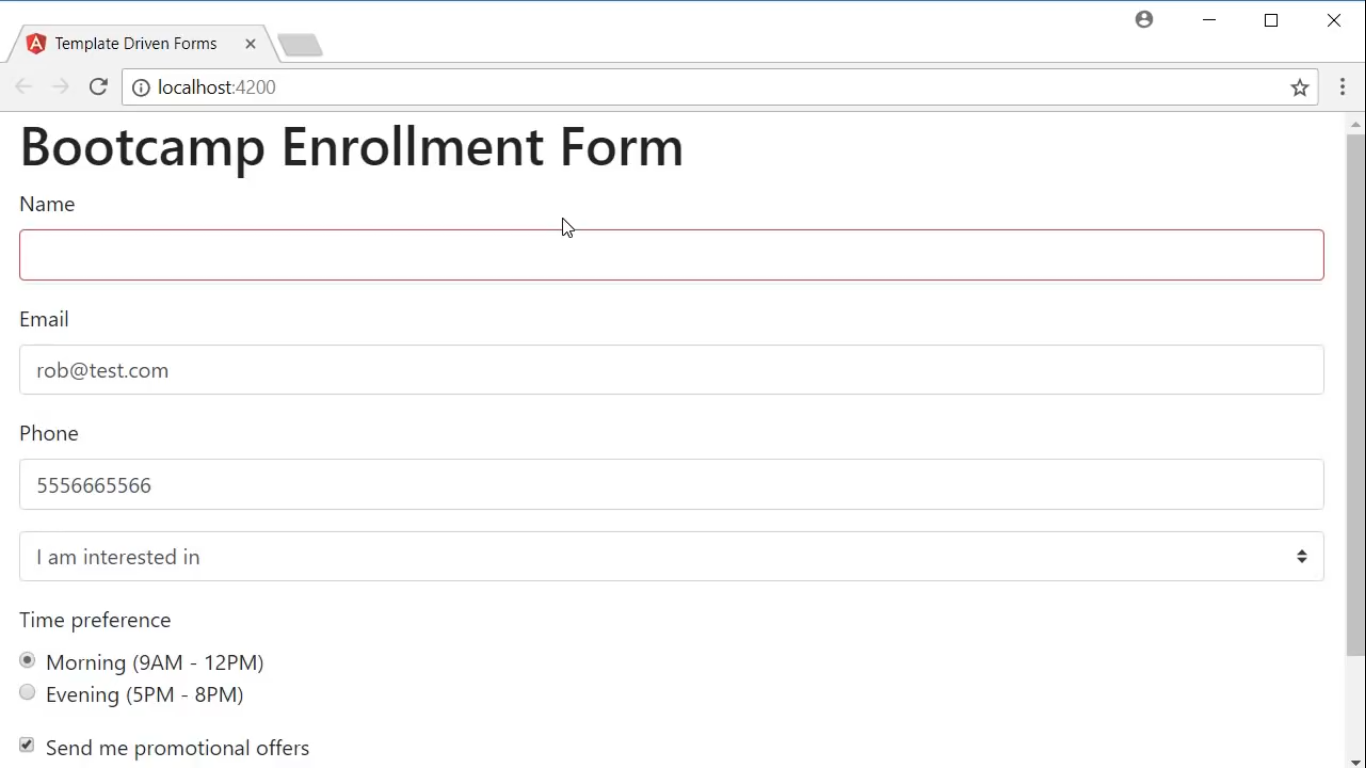 Template Driven Forms
localhost:4200
Bootcamp Enrollment Form
Name
Email
rob@test.com
Phone
5556665566
I am interested in
Time preference
Morning (9AM - 12PM)
Evening (5PM - 8PM)
Send me promotional offers